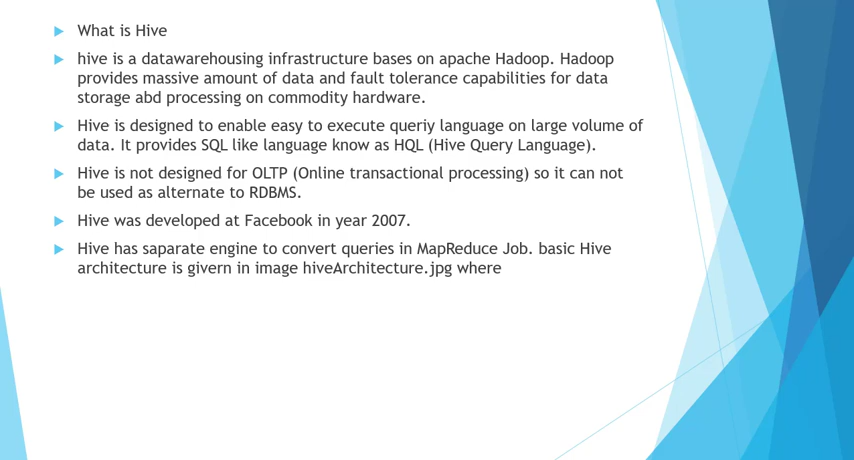 What is Hive
hive is a datawarehousing infrastructure bases on apache Hadoop. Hadoop
provides massive amount of data and fault tolerance capabilities for data
storage abd processing on commodity hardware.
Hive is designed to enable easy to execute queriy language on large volume of
data. It provides SQL like language know as HQL (Hive Query Language).
Hive is not designed for OLTP (Online transactional processing) so it can not
be used as alternate to RDBMS.
Hive was developed at Facebook in year 2007.
Hive has saparate engine to convert queries in MapReduce Job. basic Hive
architecture is givern in image hiveArchitecture.jpg where